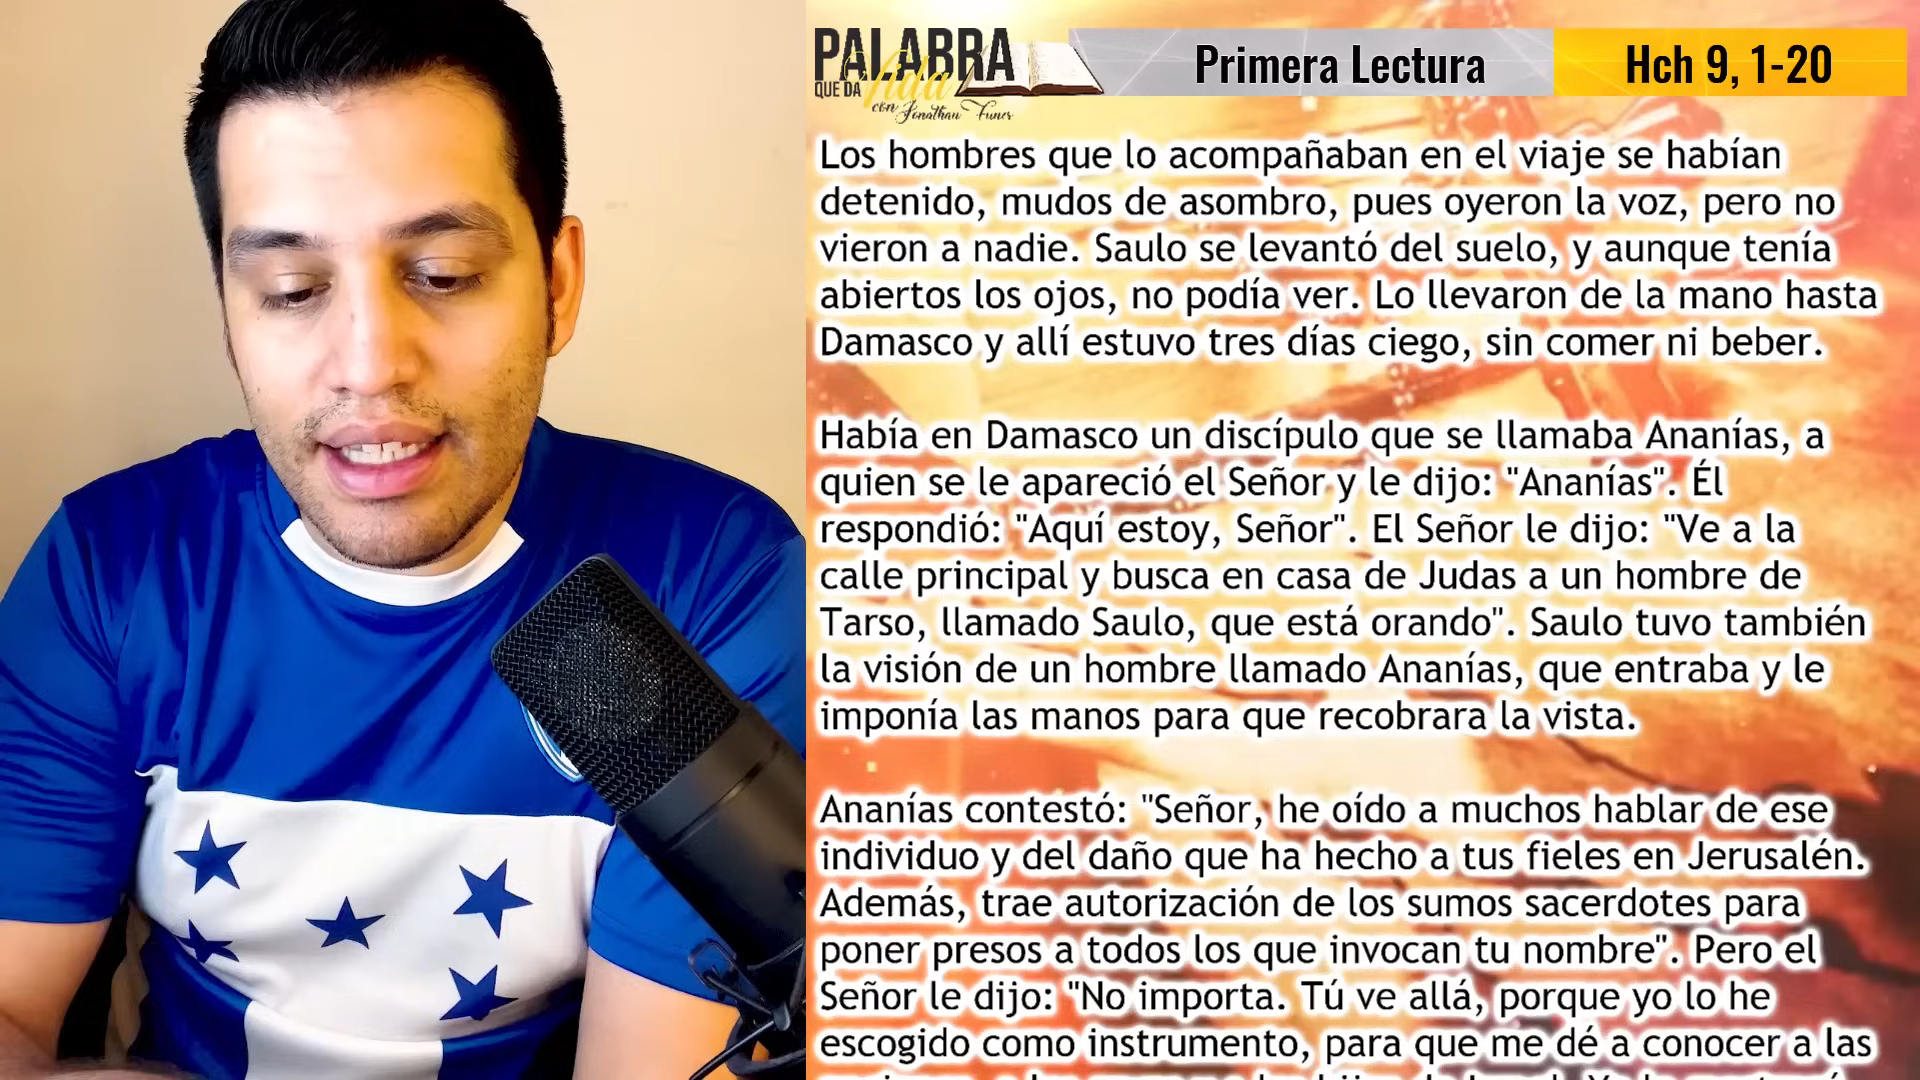 PALABRA
QUE DA vida
con Jonathan Funes
Primera Lectura
Hch 9, 1-20
Los hombres que lo acompañaban en el viaje se habían
detenido, mudos de asombro, pues oyeron la voz, pero no
vieron a nadie. Saulo se levantó del suelo, y aunque tenía
abiertos los ojos, no podía ver. Lo llevaron de la mano hasta
Damasco y allí estuvo tres días ciego, sin comer ni beber.
Había en Damasco un discípulo que se llamaba Ananías, a
quien se le apareció el Señor y le dijo: "Ananías". Él
respondió: "Aquí estoy, Señor". El Señor le dijo: "Ve a la
calle principal y busca en casa de Judas a un hombre de
Tarso, llamado Saulo, que está orando". Saulo tuvo también
la visión de un hombre llamado Ananías, que entraba y le
imponía las manos para que recobrara la vista.
Ananías contestó: "Señor, he oído a muchos hablar de ese
individuo y del daño que ha hecho a tus fieles en Jerusalén.
Además, trae autorización de los sumos sacerdotes para
poner presos a todos los que invocan tu nombre". Pero el
Señor le dijo: "No importa. Tú ve allá, porque yo lo he
escogido como instrumento, para que me dé a conocer a las